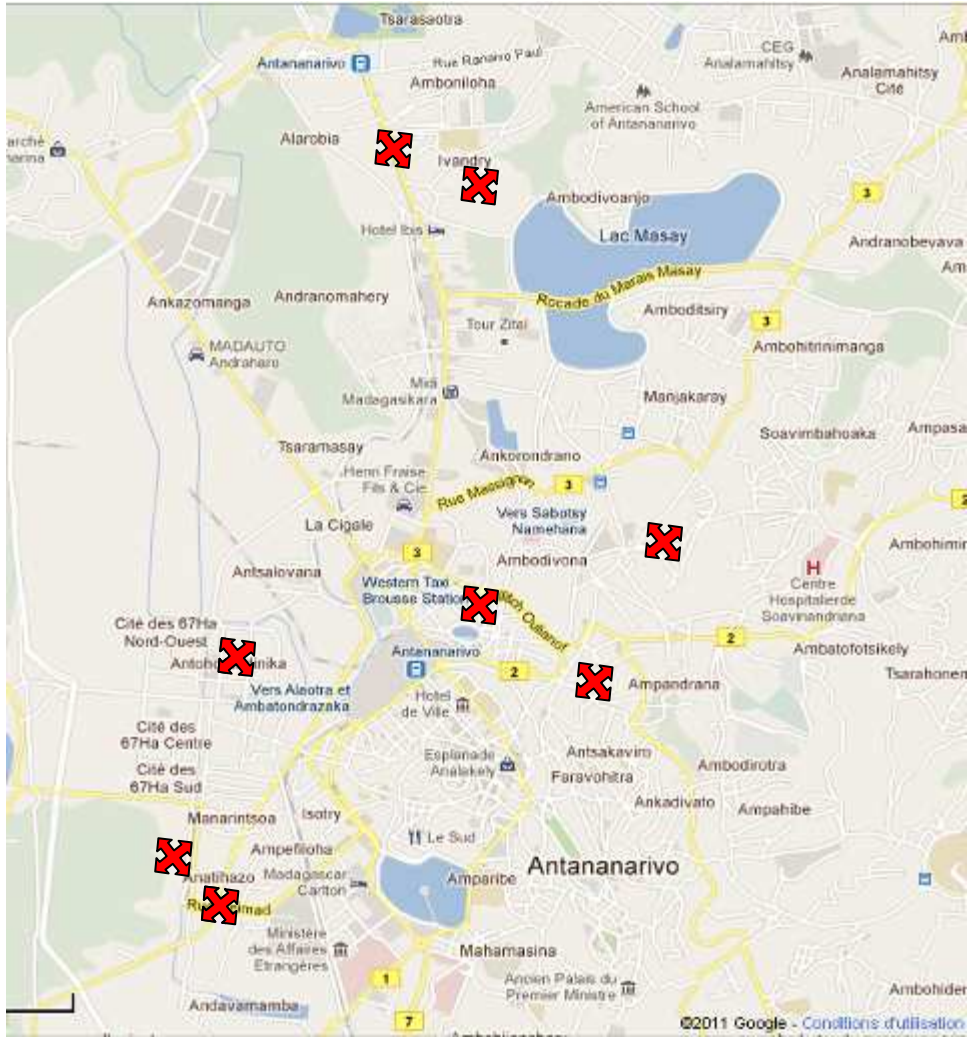 Tsarasaotra
Antananarivo
Rue Ranaivo Paul
Amboniloha
CEG
Analamahitsy
Analamahitsy
Cité
American School
of Antananarivo
Alarobia
Ivandry
Ambodivoanjo
3
Hotel Ibis
Lac Masay
Andranobevava
Ankazomanga
Andranomahery
Rocade du Marais Masay
Amboditsiry
Tour Zital
3
MADAUTO
Andraharo
Ambohitrinimanga
Midi
Madagasikara
Manjakaray
Tsaramasay
Ankorondrano
Soavimbahoaka
Henri Fraise
Fils & Cie
Rue Massignon
3
2
La Cigale
Vers Sabotsy
Namehana
3
Ambodivona
Antsalovana
Western Taxi -
Brousse Station
H
Centre
Hospitalier de
Soavinandriana
Cité des 67Ha
Nord-Ouest
2
Ambatofotsikely
Antananarivo
2
Ampandrana
Vers Alaotra et
Ambatondrazaka
Hotel
de Ville
Cité des
67Ha Centre
Esplanade
Analakely
Antsakaviro
Faravohitra
Ambodirotra
Cité des
67Ha Sud
Ankadivato
Ampahibe
Manarintsoa
Isotry
Le Sud
Ampefiloha
Antananarivo
Anatihazo
Madagascar
Carlton
Amparibe
Ministère
des Affaires
Etrangères
Mahamasina
1
Ancien Palais du
Premier Ministre
Andavamamba
7
©2011 Google - Conditions d'utilisation